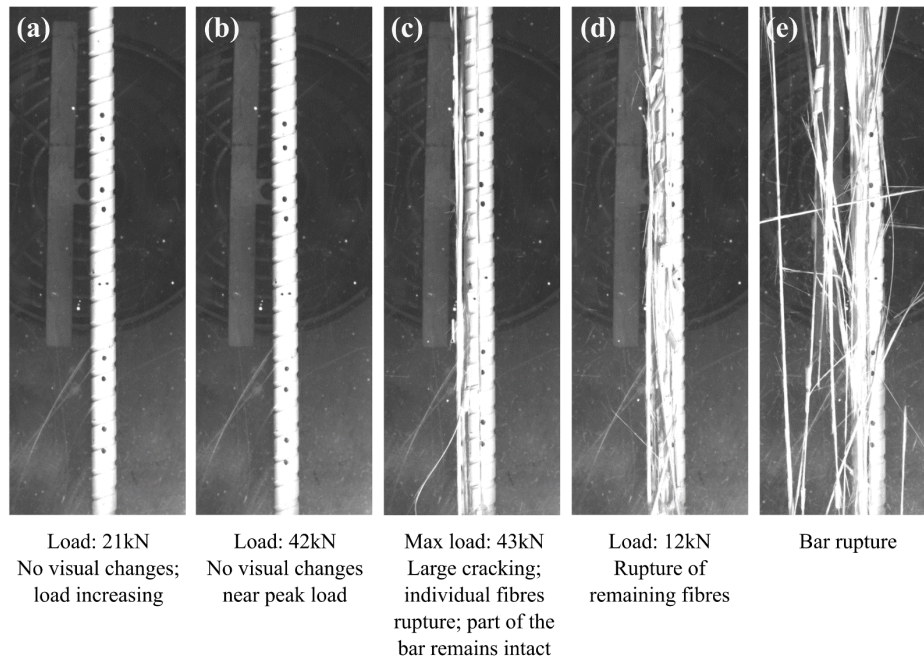 (a)
(b)
(c)
(d)
(e)
Load: 21kN
No visual changes;
load increasing
Load: 42kN
No visual changes
near peak load
Max load: 43kN
Large cracking;
individual fibres
rupture; part of the
bar remains intact
Load: 12kN
Rupture of
remaining fibres
Bar rupture